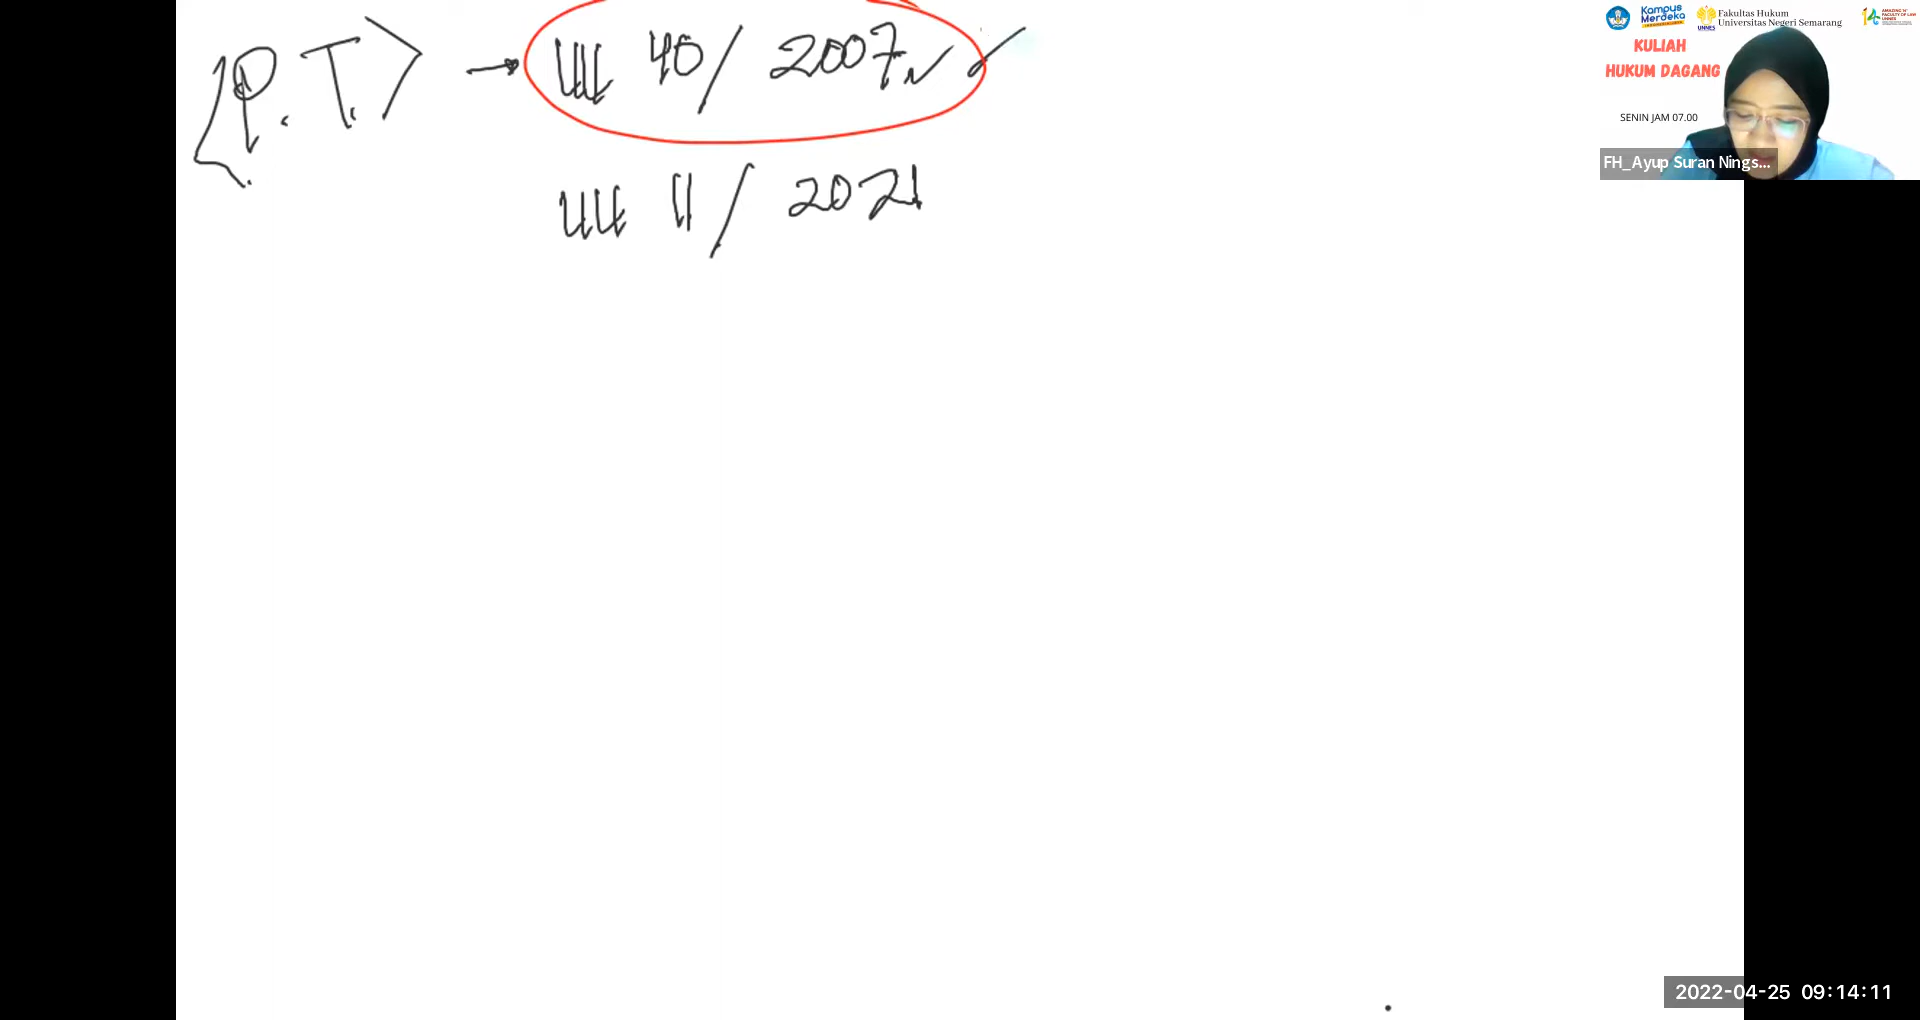 <P.T.> → UU 40/2007
UU 11/2021
Kampus
Merdeka
UNNES
Fakultas Hukum
Universitas Negeri Semarang
KULIAH
HUKUM DAGANG
SENIN JAM 07.00
FH_Ayup Suran Nings...
2022-04-25 09:14:11